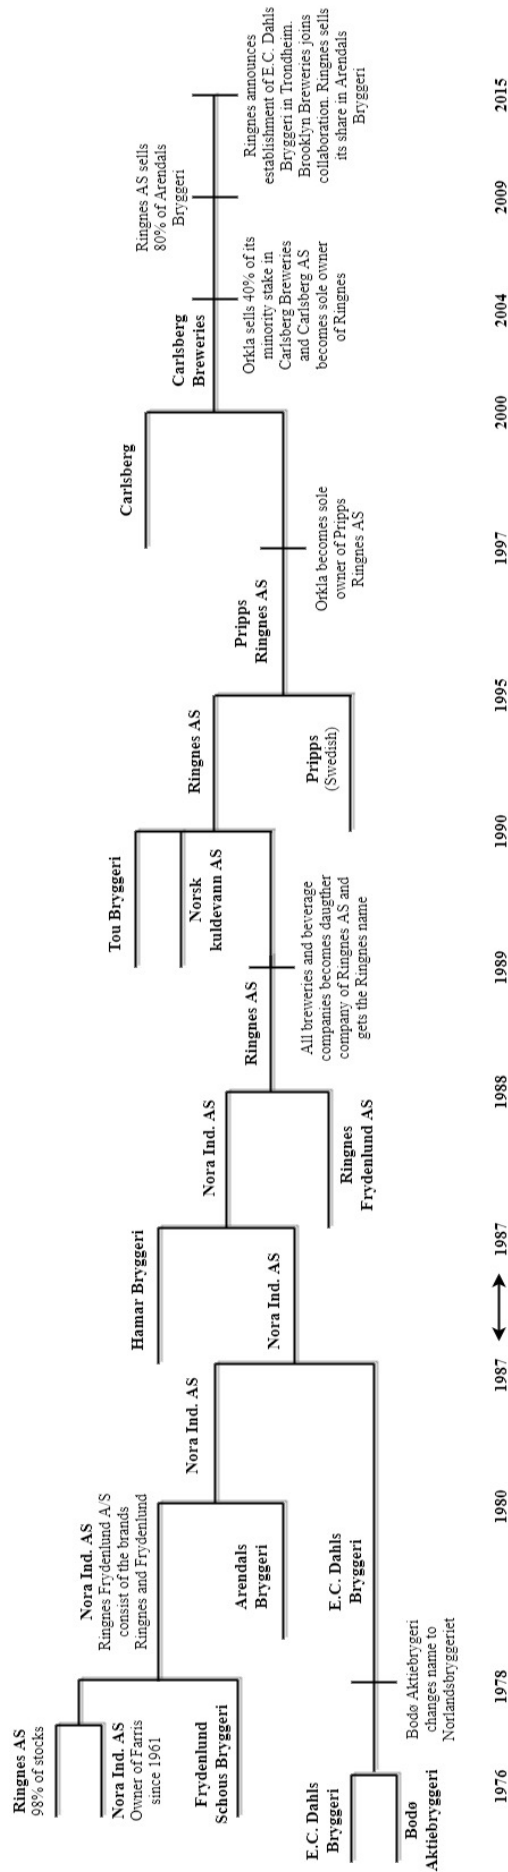 Ringnes AS
98% of stocks
Nora Ind. AS
Owner of Farris
since 1961
Frydenlund
Schous Bryggeri
E.C. Dahls
Bryggeri
Bodø
Aktiebryggeri
Nora Ind. AS
Ringnes Frydenlund A/S
consist of the brands
Ringnes and Frydenlund
Arendals
Bryggeri
E.C. Dahls
Bryggeri
Bodø Aktiebrygeri
changes name to
Norlandsbryggeriet
Nora Ind. AS
Hamar Bryggeri
Nora Ind. AS
Nora Ind. AS
Ringnes
Frydenlund AS
Ringnes AS
All breweries and beverage
companies becomes daugther
company of Ringnes AS and
gets the Ringnes name
Tou Bryggeri
Norsk
kuldevann AS
Ringnes AS
Pripps
(Swedish)
Pripps
Ringnes AS
Orkla becomes sole
owner of Pripps
Ringnes AS
Carlsberg
Carlsberg
Breweries
Orkla sells 40% of its
minority stake in
Carlsberg Breweries
and Carlsberg AS
becomes sole owner
of Ringnes
Ringnes AS sells
80% of Arendals
Bryggeri
Ringnes announces
establishment of E.C. Dahls
Bryggeri in Trondheim.
Brooklyn Breweries joins
collaboration. Ringnes sells
its share in Arendals
Bryggeri
1976
1978
1980
1987
1987
1988
1989
1990
1995
1997
2000
2004
2009
2015